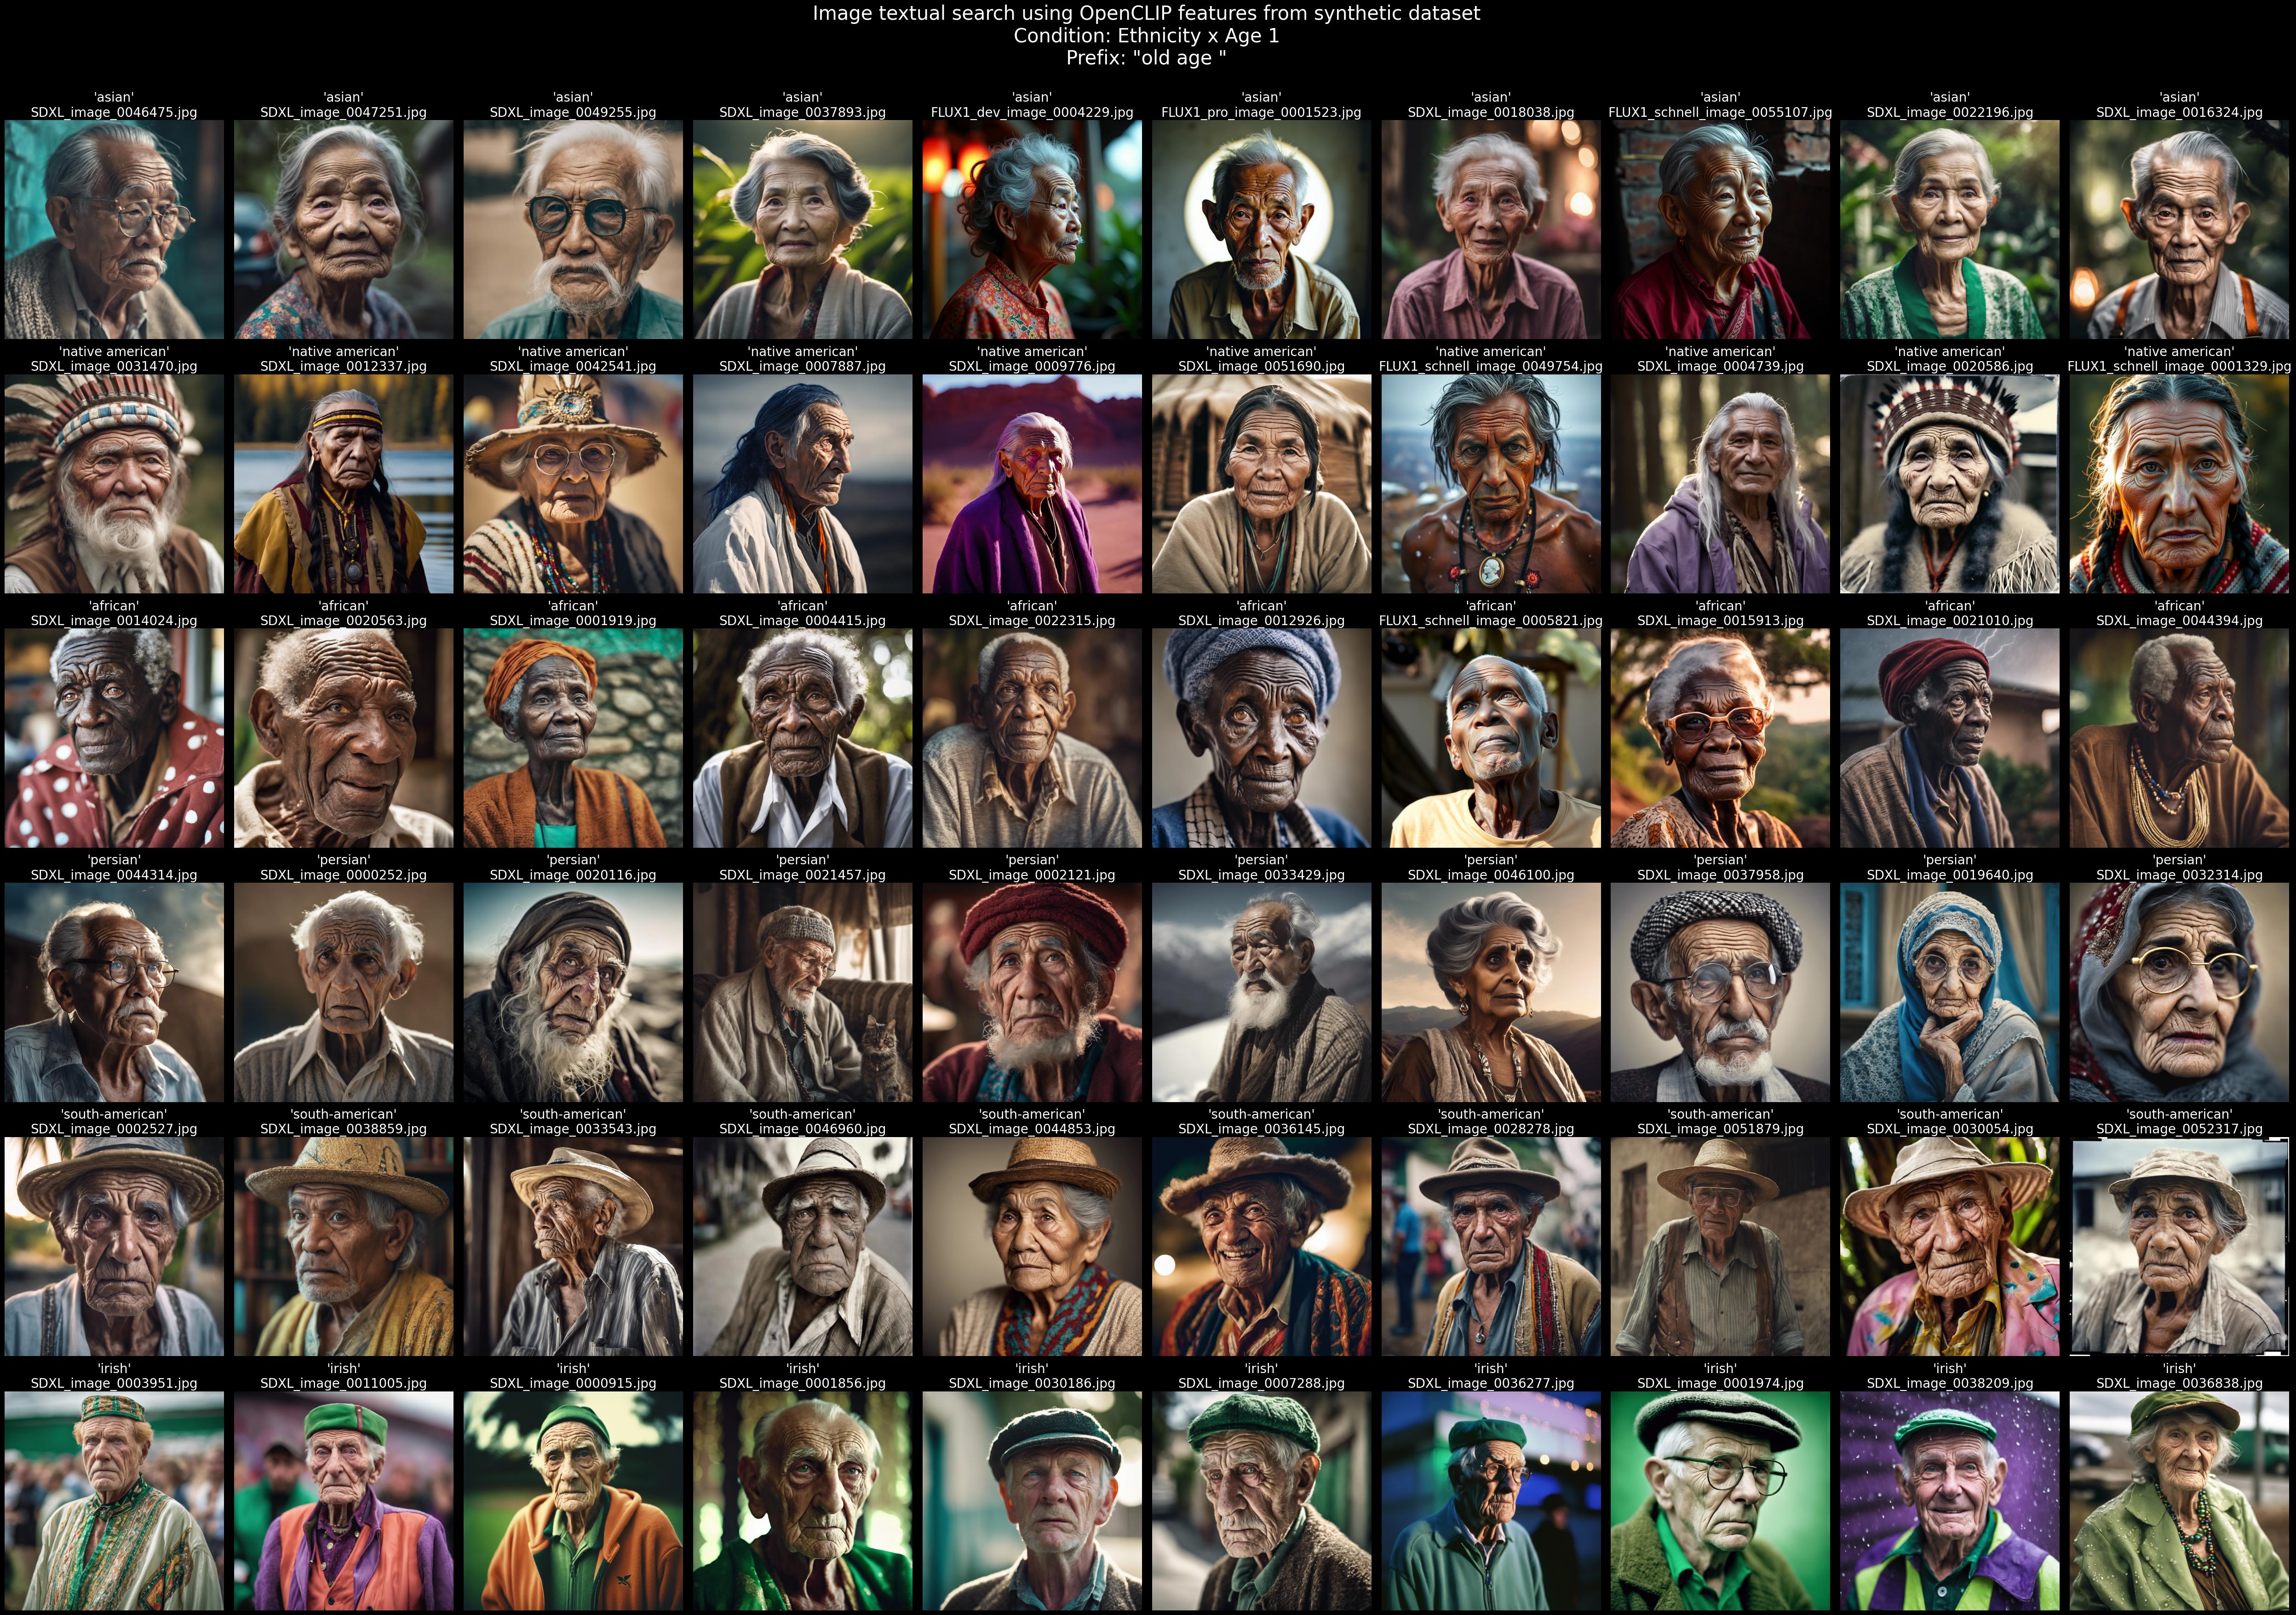 Image textual search using OpenCLIP features from synthetic dataset
Condition: Ethnicity x Age 1
Prefix: "old age "
'asian' 'asian' 'asian' 'asian' 'asian' 'asian' 'asian' 'asian' 'asian' 'asian'
SDXL_image_0046475.jpg SDXL_image_0047251.jpg SDXL_image_0049255.jpg SDXL_image_0037893.jpg FLUX1_dev_image_0004229.jpg FLUX1_pro_image_0001523.jpg SDXL_image_0018038.jpg FLUX1_schnell_image_0055107.jpg SDXL_image_0022196.jpg SDXL_image_0016324.jpg
'native american' 'native american' 'native american' 'native american' 'native american' 'native american' 'native american' 'native american' 'native american' 'native american'
SDXL_image_0031470.jpg SDXL_image_0012337.jpg SDXL_image_0042541.jpg SDXL_image_0007887.jpg SDXL_image_0009776.jpg SDXL_image_0051690.jpg FLUX1_schnell_image_0049754.jpg SDXL_image_0004739.jpg SDXL_image_0020586.jpg FLUX1_schnell_image_0001329.jpg
'african' 'african' 'african' 'african' 'african' 'african' 'african' 'african' 'african' 'african'
SDXL_image_0014024.jpg SDXL_image_0020563.jpg SDXL_image_0001919.jpg SDXL_image_0004415.jpg SDXL_image_0022315.jpg SDXL_image_0012926.jpg FLUX1_schnell_image_0005821.jpg SDXL_image_0015913.jpg SDXL_image_0021010.jpg SDXL_image_0044394.jpg
'persian' 'persian' 'persian' 'persian' 'persian' 'persian' 'persian' 'persian' 'persian' 'persian'
SDXL_image_0044314.jpg SDXL_image_0000252.jpg SDXL_image_0020116.jpg SDXL_image_0021457.jpg SDXL_image_0002121.jpg SDXL_image_0033429.jpg SDXL_image_0046100.jpg SDXL_image_0037958.jpg SDXL_image_0019640.jpg SDXL_image_0032314.jpg
'south-american' 'south-american' 'south-american' 'south-american' 'south-american' 'south-american' 'south-american' 'south-american' 'south-american' 'south-american'
SDXL_image_0002527.jpg SDXL_image_0038859.jpg SDXL_image_0033543.jpg SDXL_image_0046960.jpg SDXL_image_0044853.jpg SDXL_image_0036145.jpg SDXL_image_0028278.jpg SDXL_image_0051879.jpg SDXL_image_0030054.jpg SDXL_image_0052317.jpg
'irish' 'irish' 'irish' 'irish' 'irish' 'irish' 'irish' 'irish' 'irish' 'irish'
SDXL_image_0003951.jpg SDXL_image_0011005.jpg SDXL_image_0000915.jpg SDXL_image_0001856.jpg SDXL_image_0030186.jpg SDXL_image_0007288.jpg SDXL_image_0036277.jpg SDXL_image_0001974.jpg SDXL_image_0038209.jpg SDXL_image_0036838.jpg